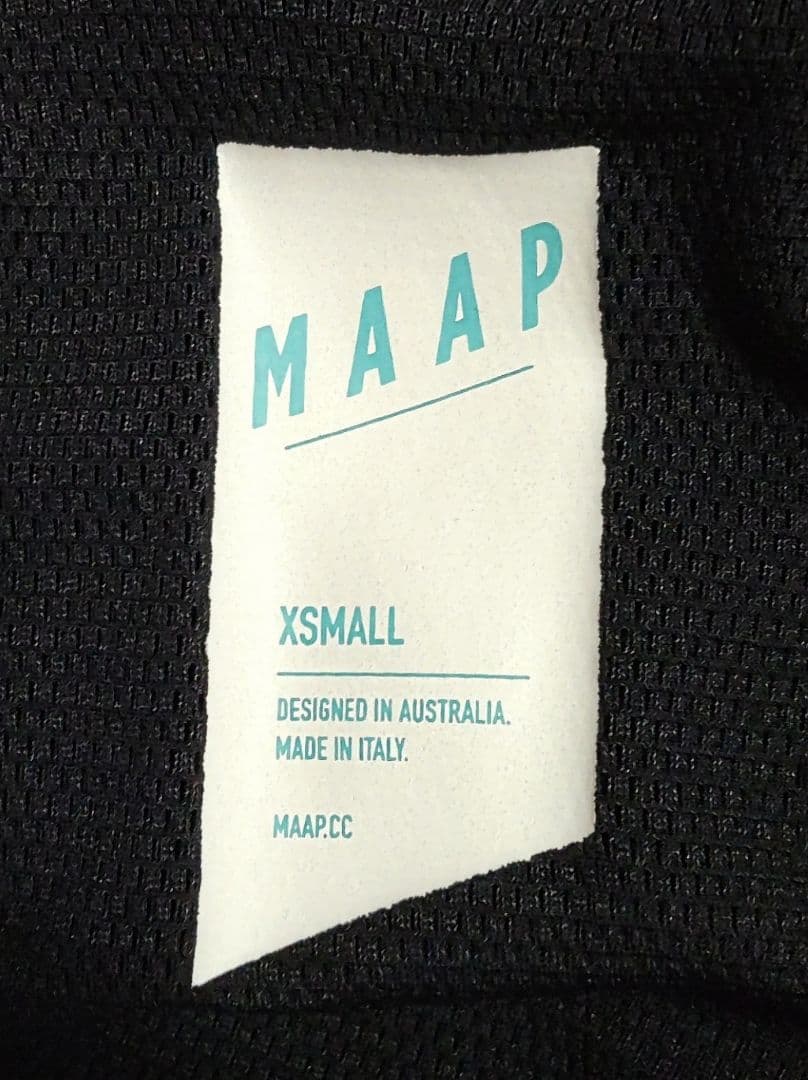 MAAP
XSMALL
DESIGNED IN AUSTRALIA.
MADE IN ITALY.
MAAP.CC